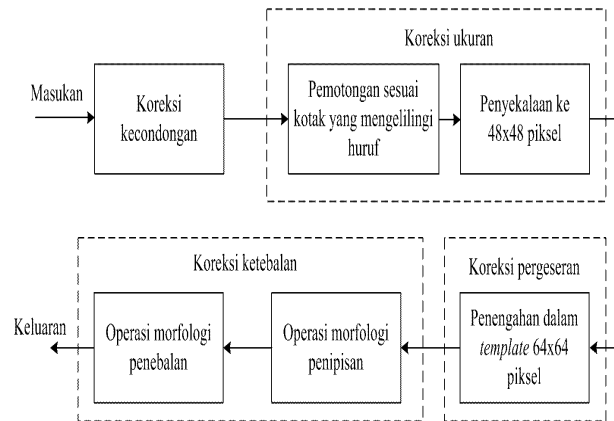 Koreksi ukuran
Masukan
Koreksi
kecondongan
Pemotongan sesuai
kotak yang mengelilingi
huruf
Penyekalaan ke
48x48 piksel
Koreksi pergeseran
Penengahan dalam
template 64x64
piksel
Koreksi ketebalan
Operasi morfologi
penipisan
Operasi morfologi
penebalan
Keluaran